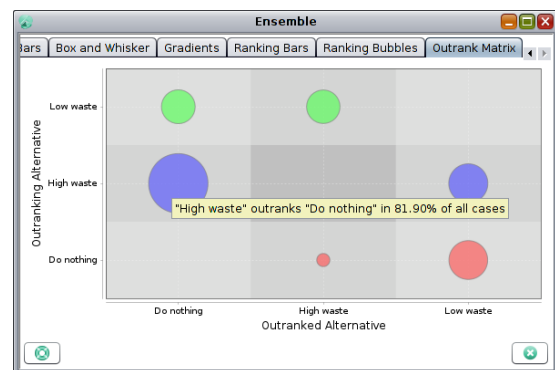 Ensemble
Bars Box and Whisker Gradients Ranking Bars Ranking Bubbles Outrank Matrix
Outranking Alternative
Low waste
High waste
"High waste" outranks "Do nothing" in 81.90% of all cases
Do nothing
Do nothing High waste Low waste
Outranked Alternative